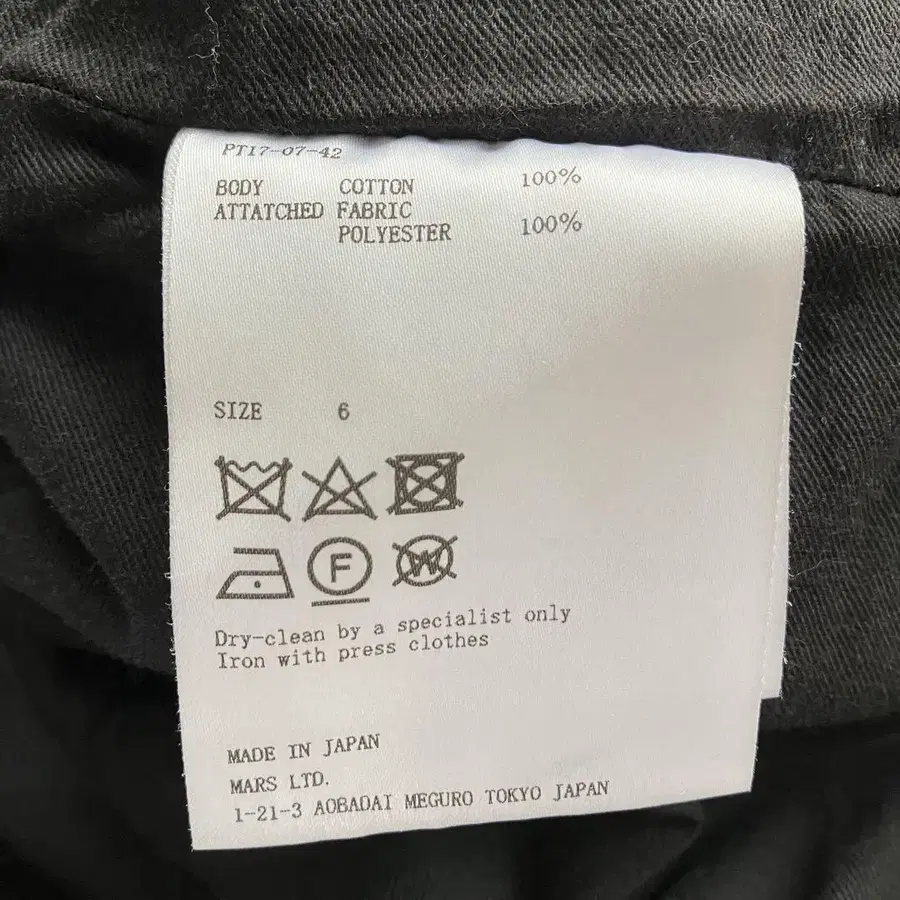 PT17-07-42
BODY COTTON 100%
ATTATCHED FABRIC
POLYESTER 100%
SIZE 6
F
W
Dry-clean by a specialist only
Iron with press clothes
MADE IN JAPAN
MARS LTD.
1-21-3 AOBADAI MEGURO TOKYO JAPAN